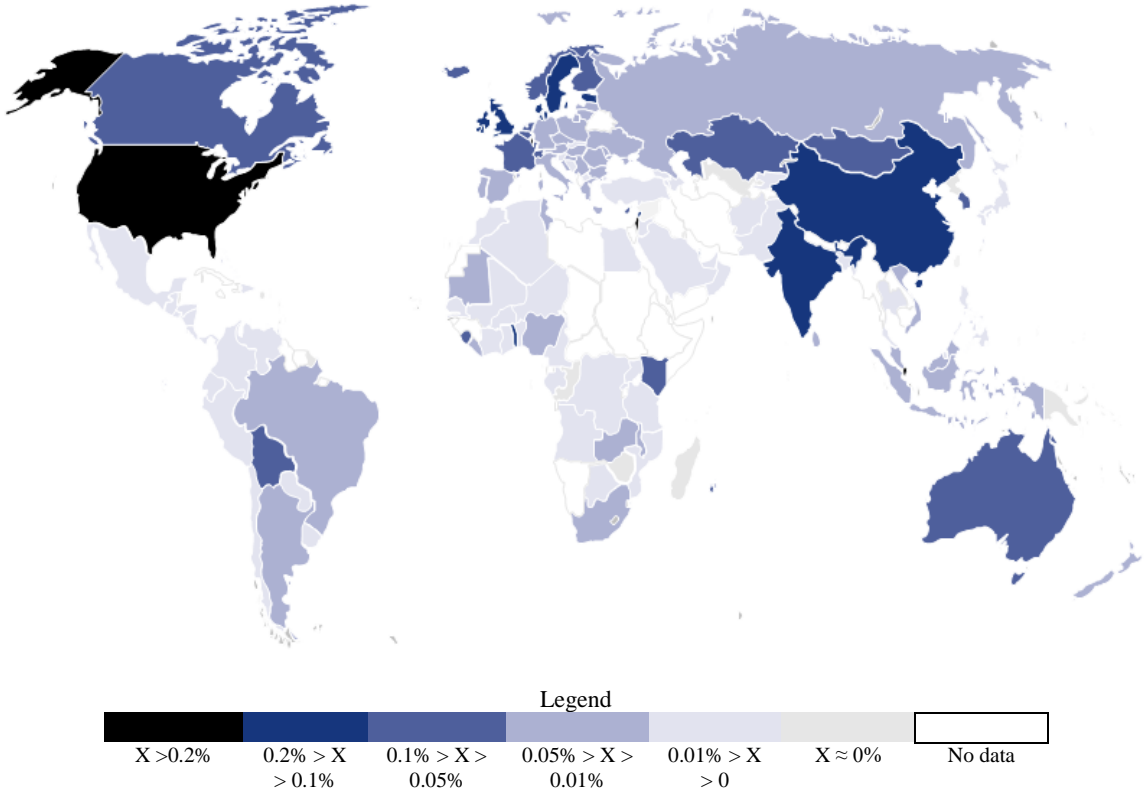 Legend
X >0.2%
0.2% > X
> 0.1%
0.1% > X >
0.05%
0.05% > X >
0.01%
0.01% > X
> 0
X ≈ 0%
No data